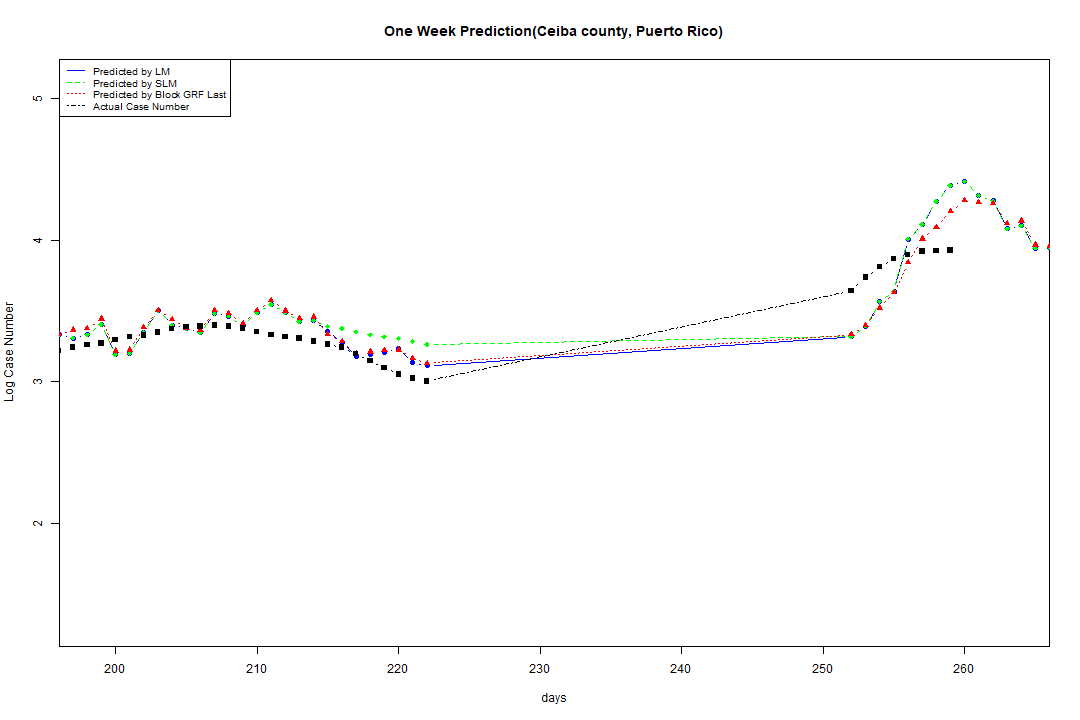 One Week Prediction(Ceiba county, Puerto Rico)
Predicted by LM
Predicted by SLM
Predicted by Block GRF Last
Actual Case Number
Log Case Number
5
4
3
2
200 210 220 230 240 250 260
days